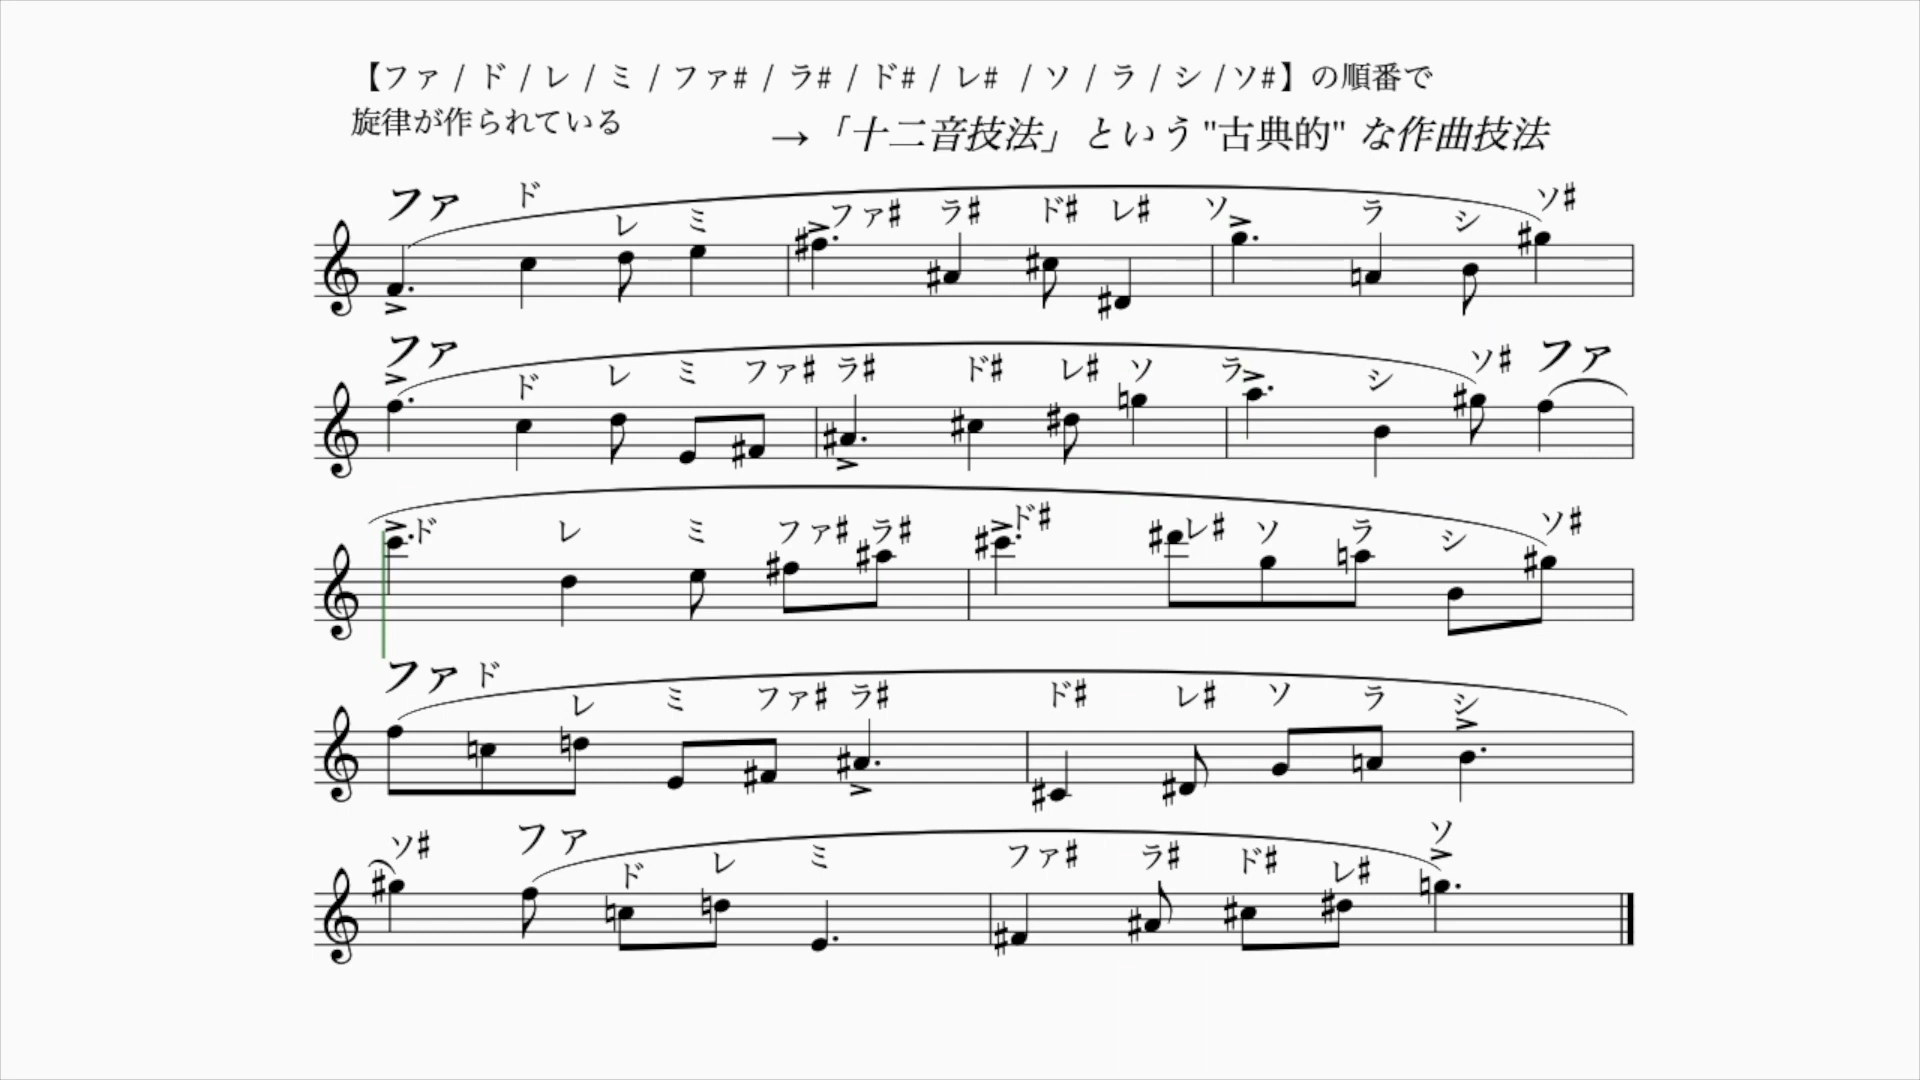 【ファ / ド / レ / ミ / ファ# / ラ# / ド# / レ# / ソ / ラ / シ /ソ#】の順番で
旋律が作られている
→「十二音技法」という"古典的"な作曲技法
ファ ド レ ミ ファ♯ ラ♯ ド♯ レ♯ ソ ラ シ ソ♯
ファ ド レ ミ ファ♯ ラ♯ ド♯ レ♯ ソ ラ シ ソ♯ ファ
ド レ ミ ファ♯ ラ♯ ド♯ レ♯ ソ ラ シ ソ♯
ファ ド レ ミ ファ♯ ラ♯ ド♯ レ♯ ソ ラ シ
ソ♯ ファ ド レ ミ ファ♯ ラ♯ ド♯ レ♯ ソ